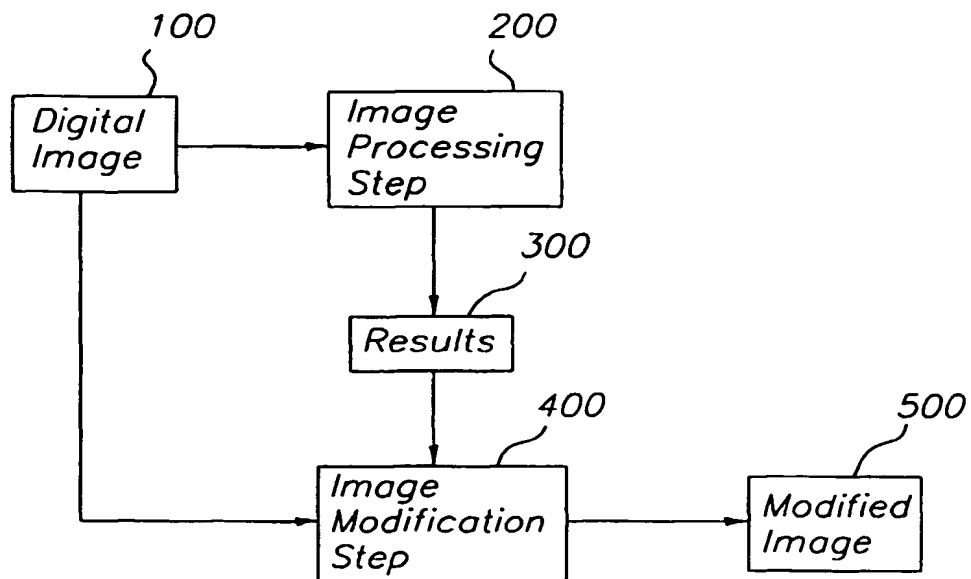 100
200
Digital
Image
Image
Processing
Step
300
Results
400
500
Image
Modification
Step
Modified
Image